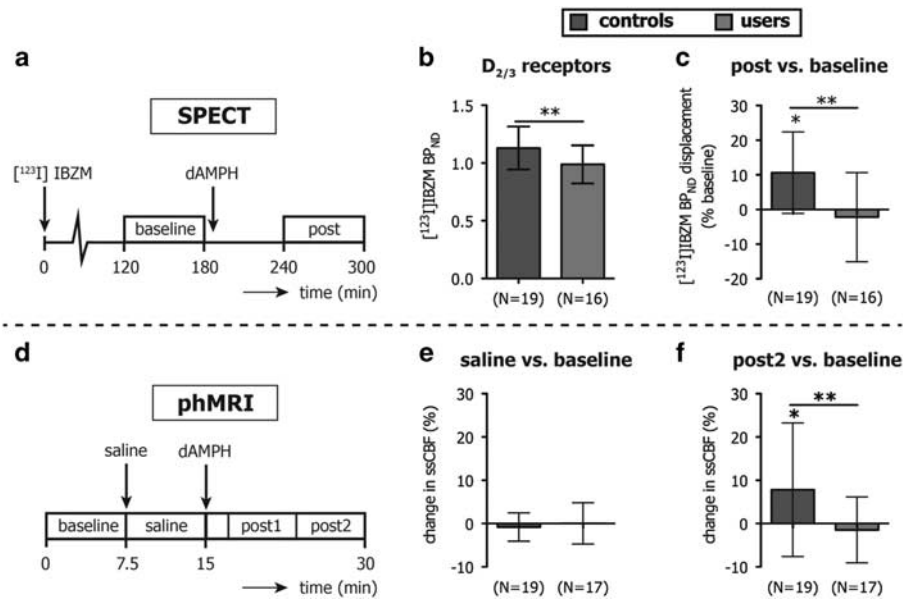 controls users
a
SPECT
[¹²³I] IBZM
dAMPH
baseline
post
0 120 180 240 300
time (min)
b
D₂/₃ receptors
[¹²³I]IBZM BP_ND
1.5
1.0
0.5
0.0
**
(N=19) (N=16)
c
post vs. baseline
[¹²³I]IBZM BP_ND displacement
(% baseline)
30
20
10
0
-10
-20
**
*
(N=19) (N=16)
d
phMRI
saline
dAMPH
baseline saline post1 post2
0 7.5 15 30
time (min)
e
saline vs. baseline
change in ssCBF (%)
30
20
10
0
-10
(N=19) (N=17)
f
post2 vs. baseline
change in ssCBF (%)
30
20
10
0
-10
**
*
(N=19) (N=17)